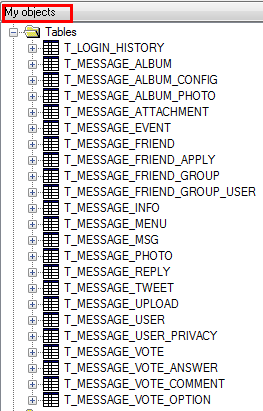 My objects
Tables
T_LOGIN_HISTORY
T_MESSAGE_ALBUM
T_MESSAGE_ALBUM_CONFIG
T_MESSAGE_ALBUM_PHOTO
T_MESSAGE_ATTACHMENT
T_MESSAGE_EVENT
T_MESSAGE_FRIEND
T_MESSAGE_FRIEND_APPLY
T_MESSAGE_FRIEND_GROUP
T_MESSAGE_FRIEND_GROUP_USER
T_MESSAGE_INFO
T_MESSAGE_MENU
T_MESSAGE_MSG
T_MESSAGE_PHOTO
T_MESSAGE_REPLY
T_MESSAGE_TWEET
T_MESSAGE_UPLOAD
T_MESSAGE_USER
T_MESSAGE_USER_PRIVACY
T_MESSAGE_VOTE
T_MESSAGE_VOTE_ANSWER
T_MESSAGE_VOTE_COMMENT
T_MESSAGE_VOTE_OPTION